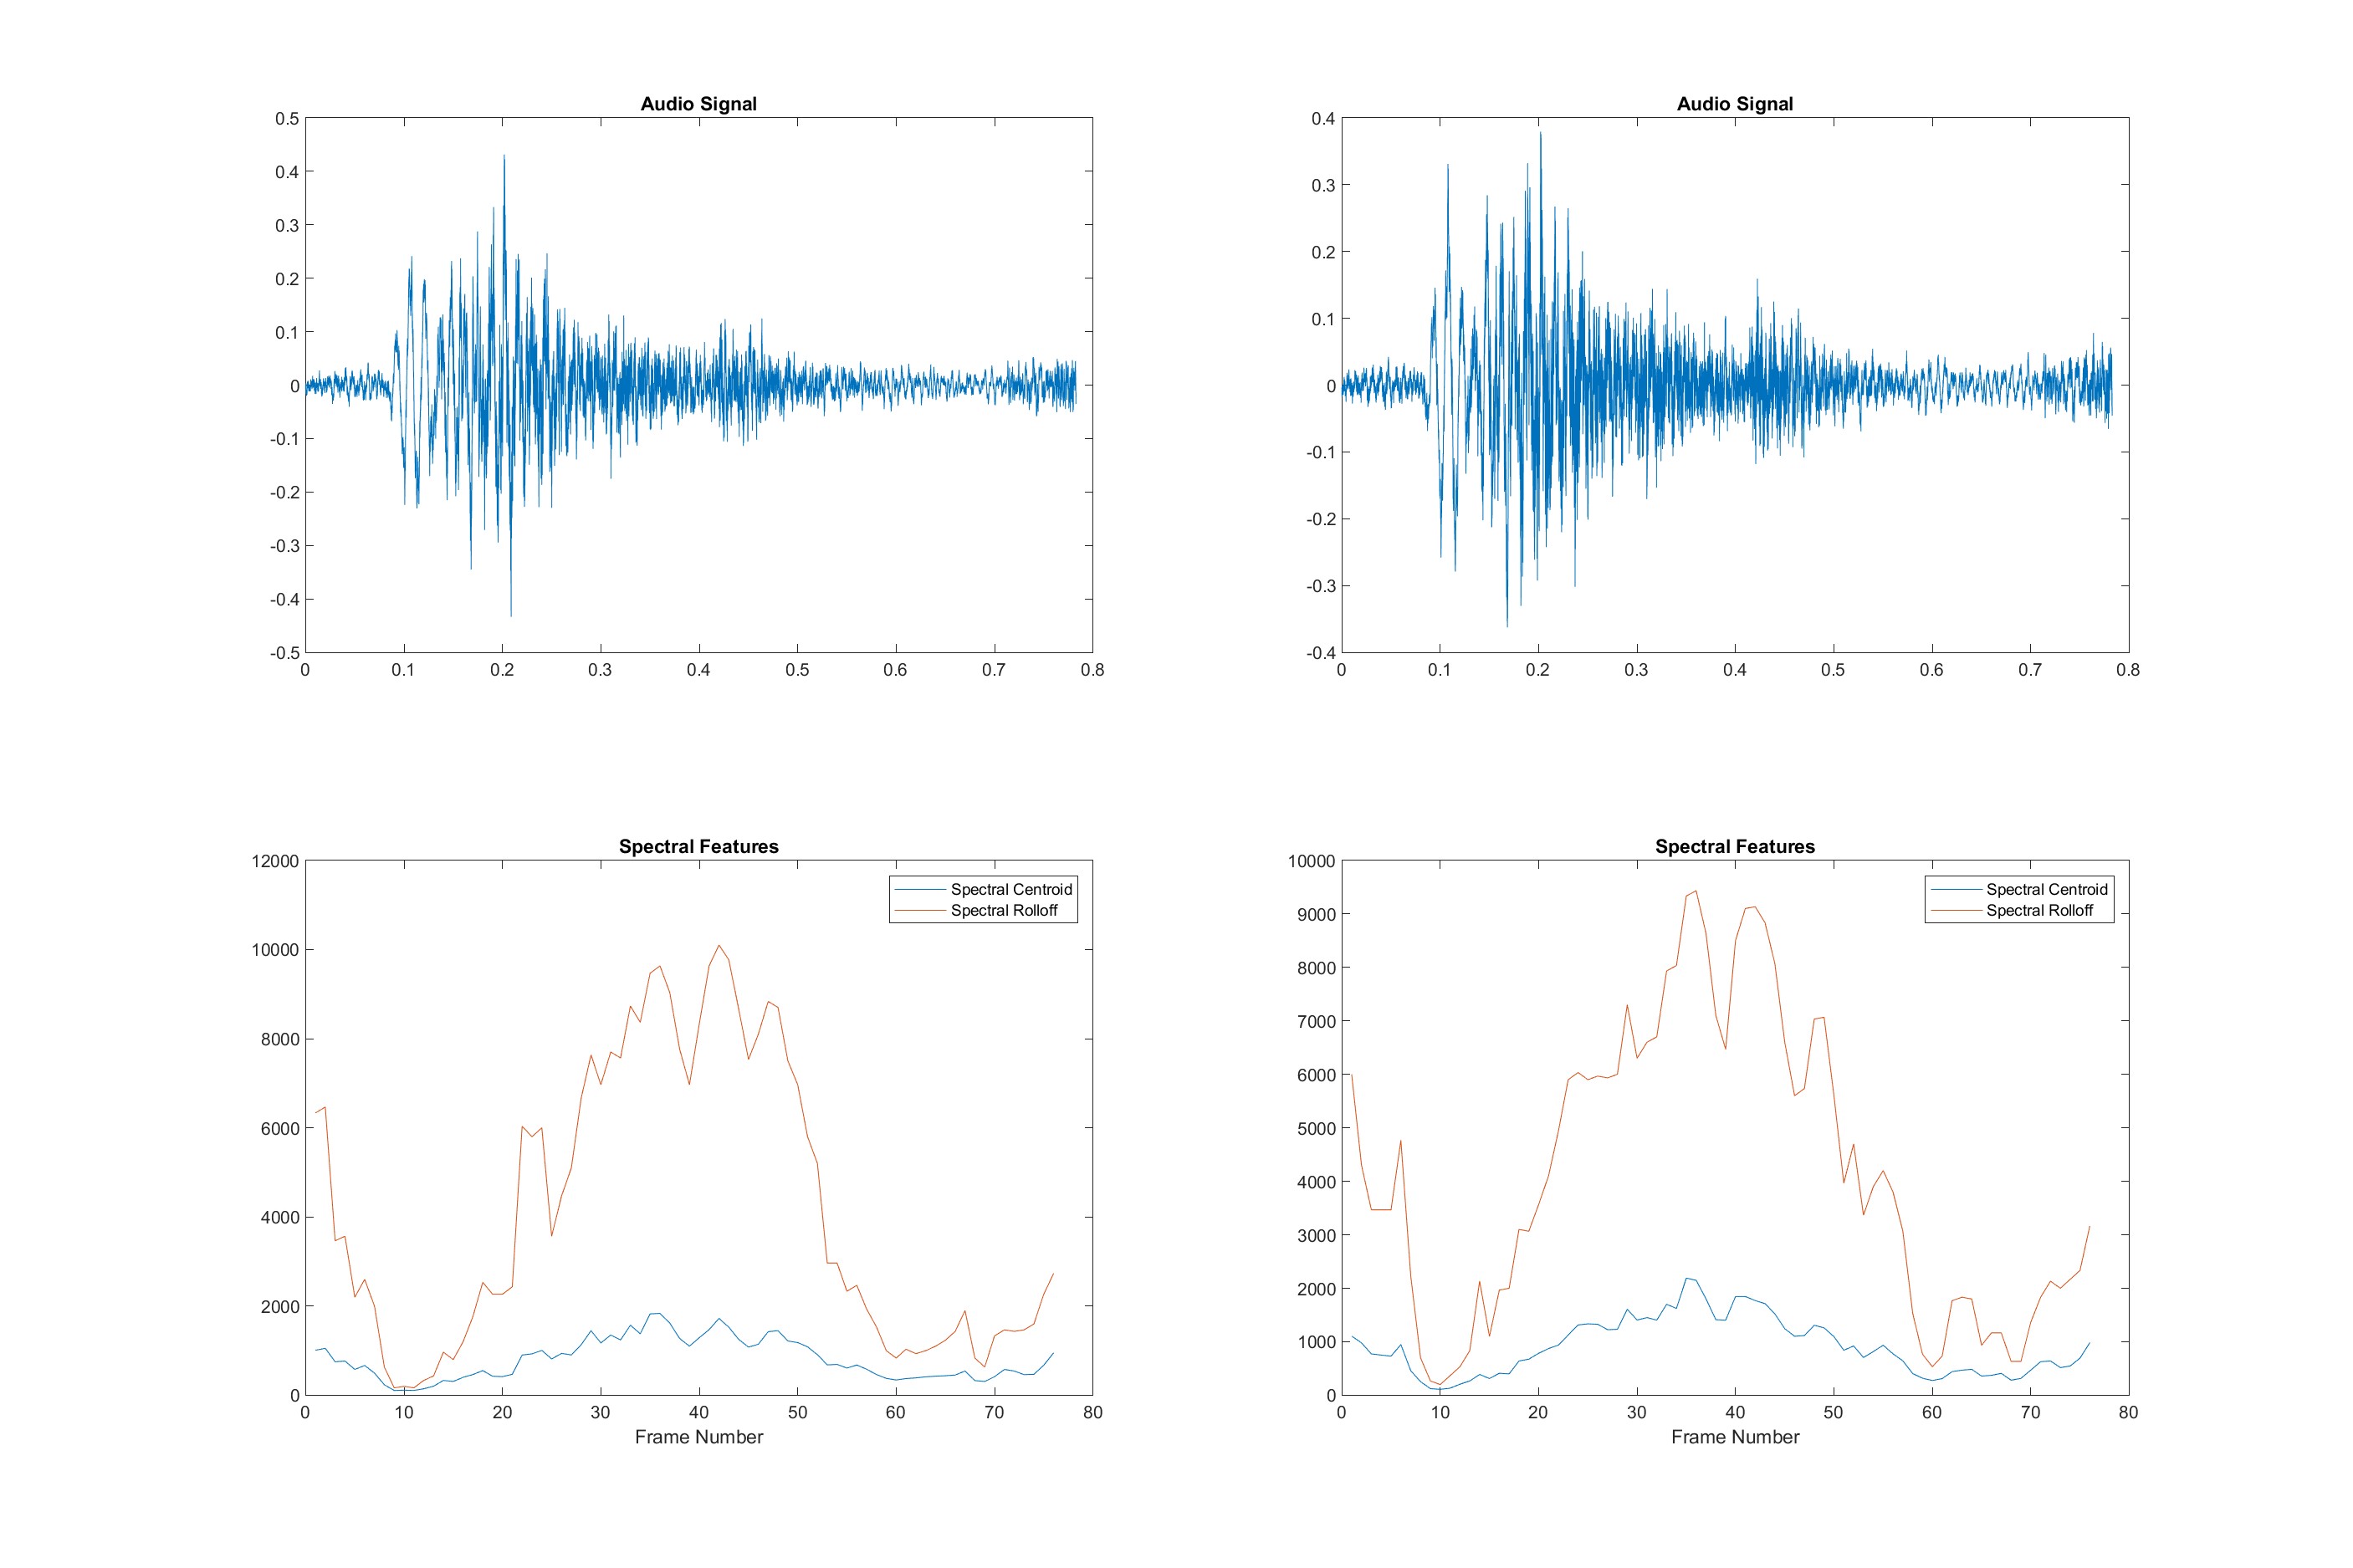 Audio Signal
0.5
0.4
0.3
0.2
0.1
0
-0.1
-0.2
-0.3
-0.4
-0.5
0 0.1 0.2 0.3 0.4 0.5 0.6 0.7 0.8
Audio Signal
0.4
0.3
0.2
0.1
0
-0.1
-0.2
-0.3
-0.4
0 0.1 0.2 0.3 0.4 0.5 0.6 0.7 0.8
Spectral Features
12000
10000
8000
6000
4000
2000
0
Spectral Centroid
Spectral Rolloff
0 10 20 30 40 50 60 70 80
Frame Number
Spectral Features
10000
9000
8000
7000
6000
5000
4000
3000
2000
1000
0
Spectral Centroid
Spectral Rolloff
0 10 20 30 40 50 60 70 80
Frame Number